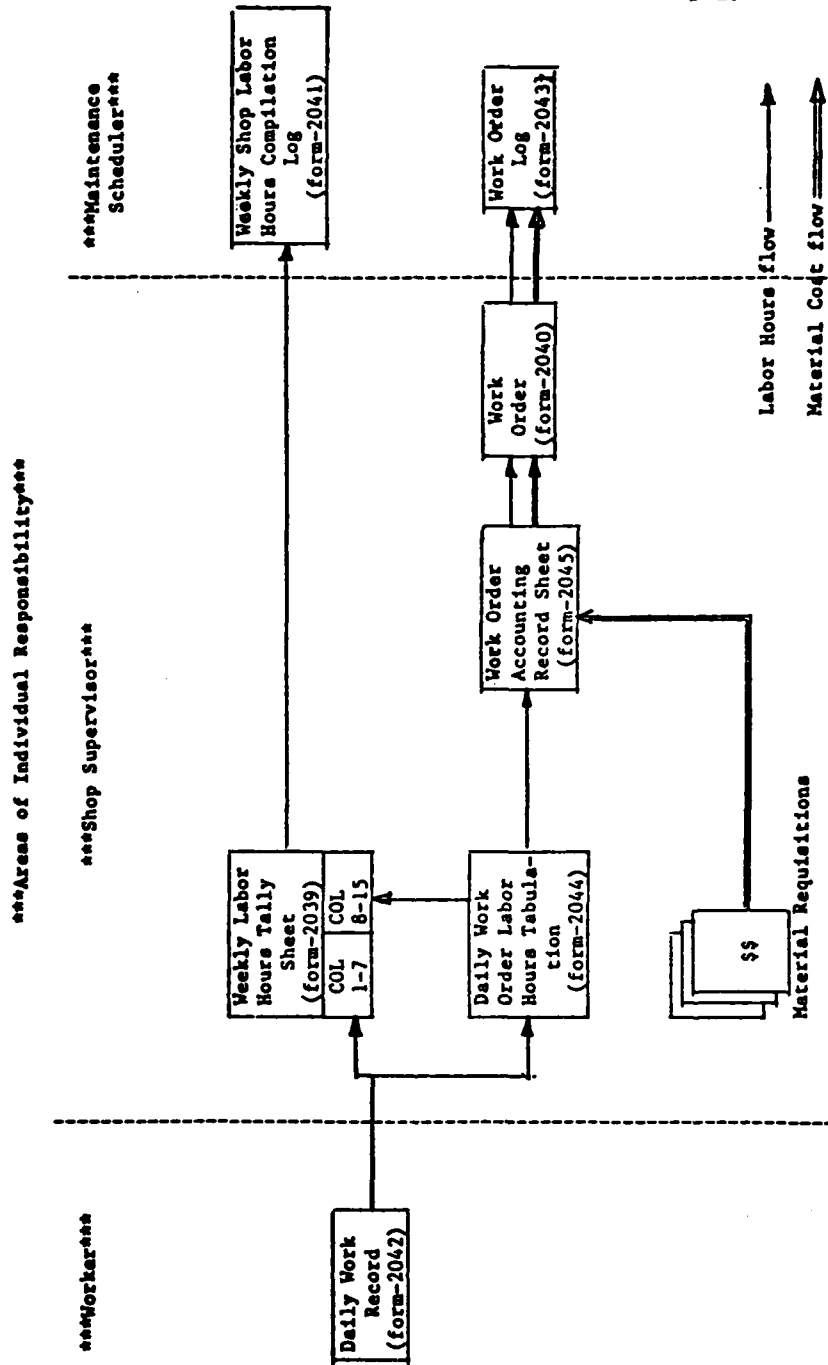 ***Areas of Individual Responsibility***
***Worker***
***Shop Supervisor***
***Maintenance
Scheduler***
Daily Work
Record
(form-2042)
Weekly Labor
Hours Tally
Sheet
(form-2039)
COL
1-7
COL
8-15
Weekly Shop Labor
Hours Compilation
Log
(form-2041)
Daily Work
Order Labor
Hours Tabula-
tion
(form-2044)
Work Order
Accounting
Record Sheet
(form-2045)
Work
Order
(form-2040)
Work Order
Log
(form-2043)
$$
Material Requisitions
Labor Hours flow
Material Cost flow